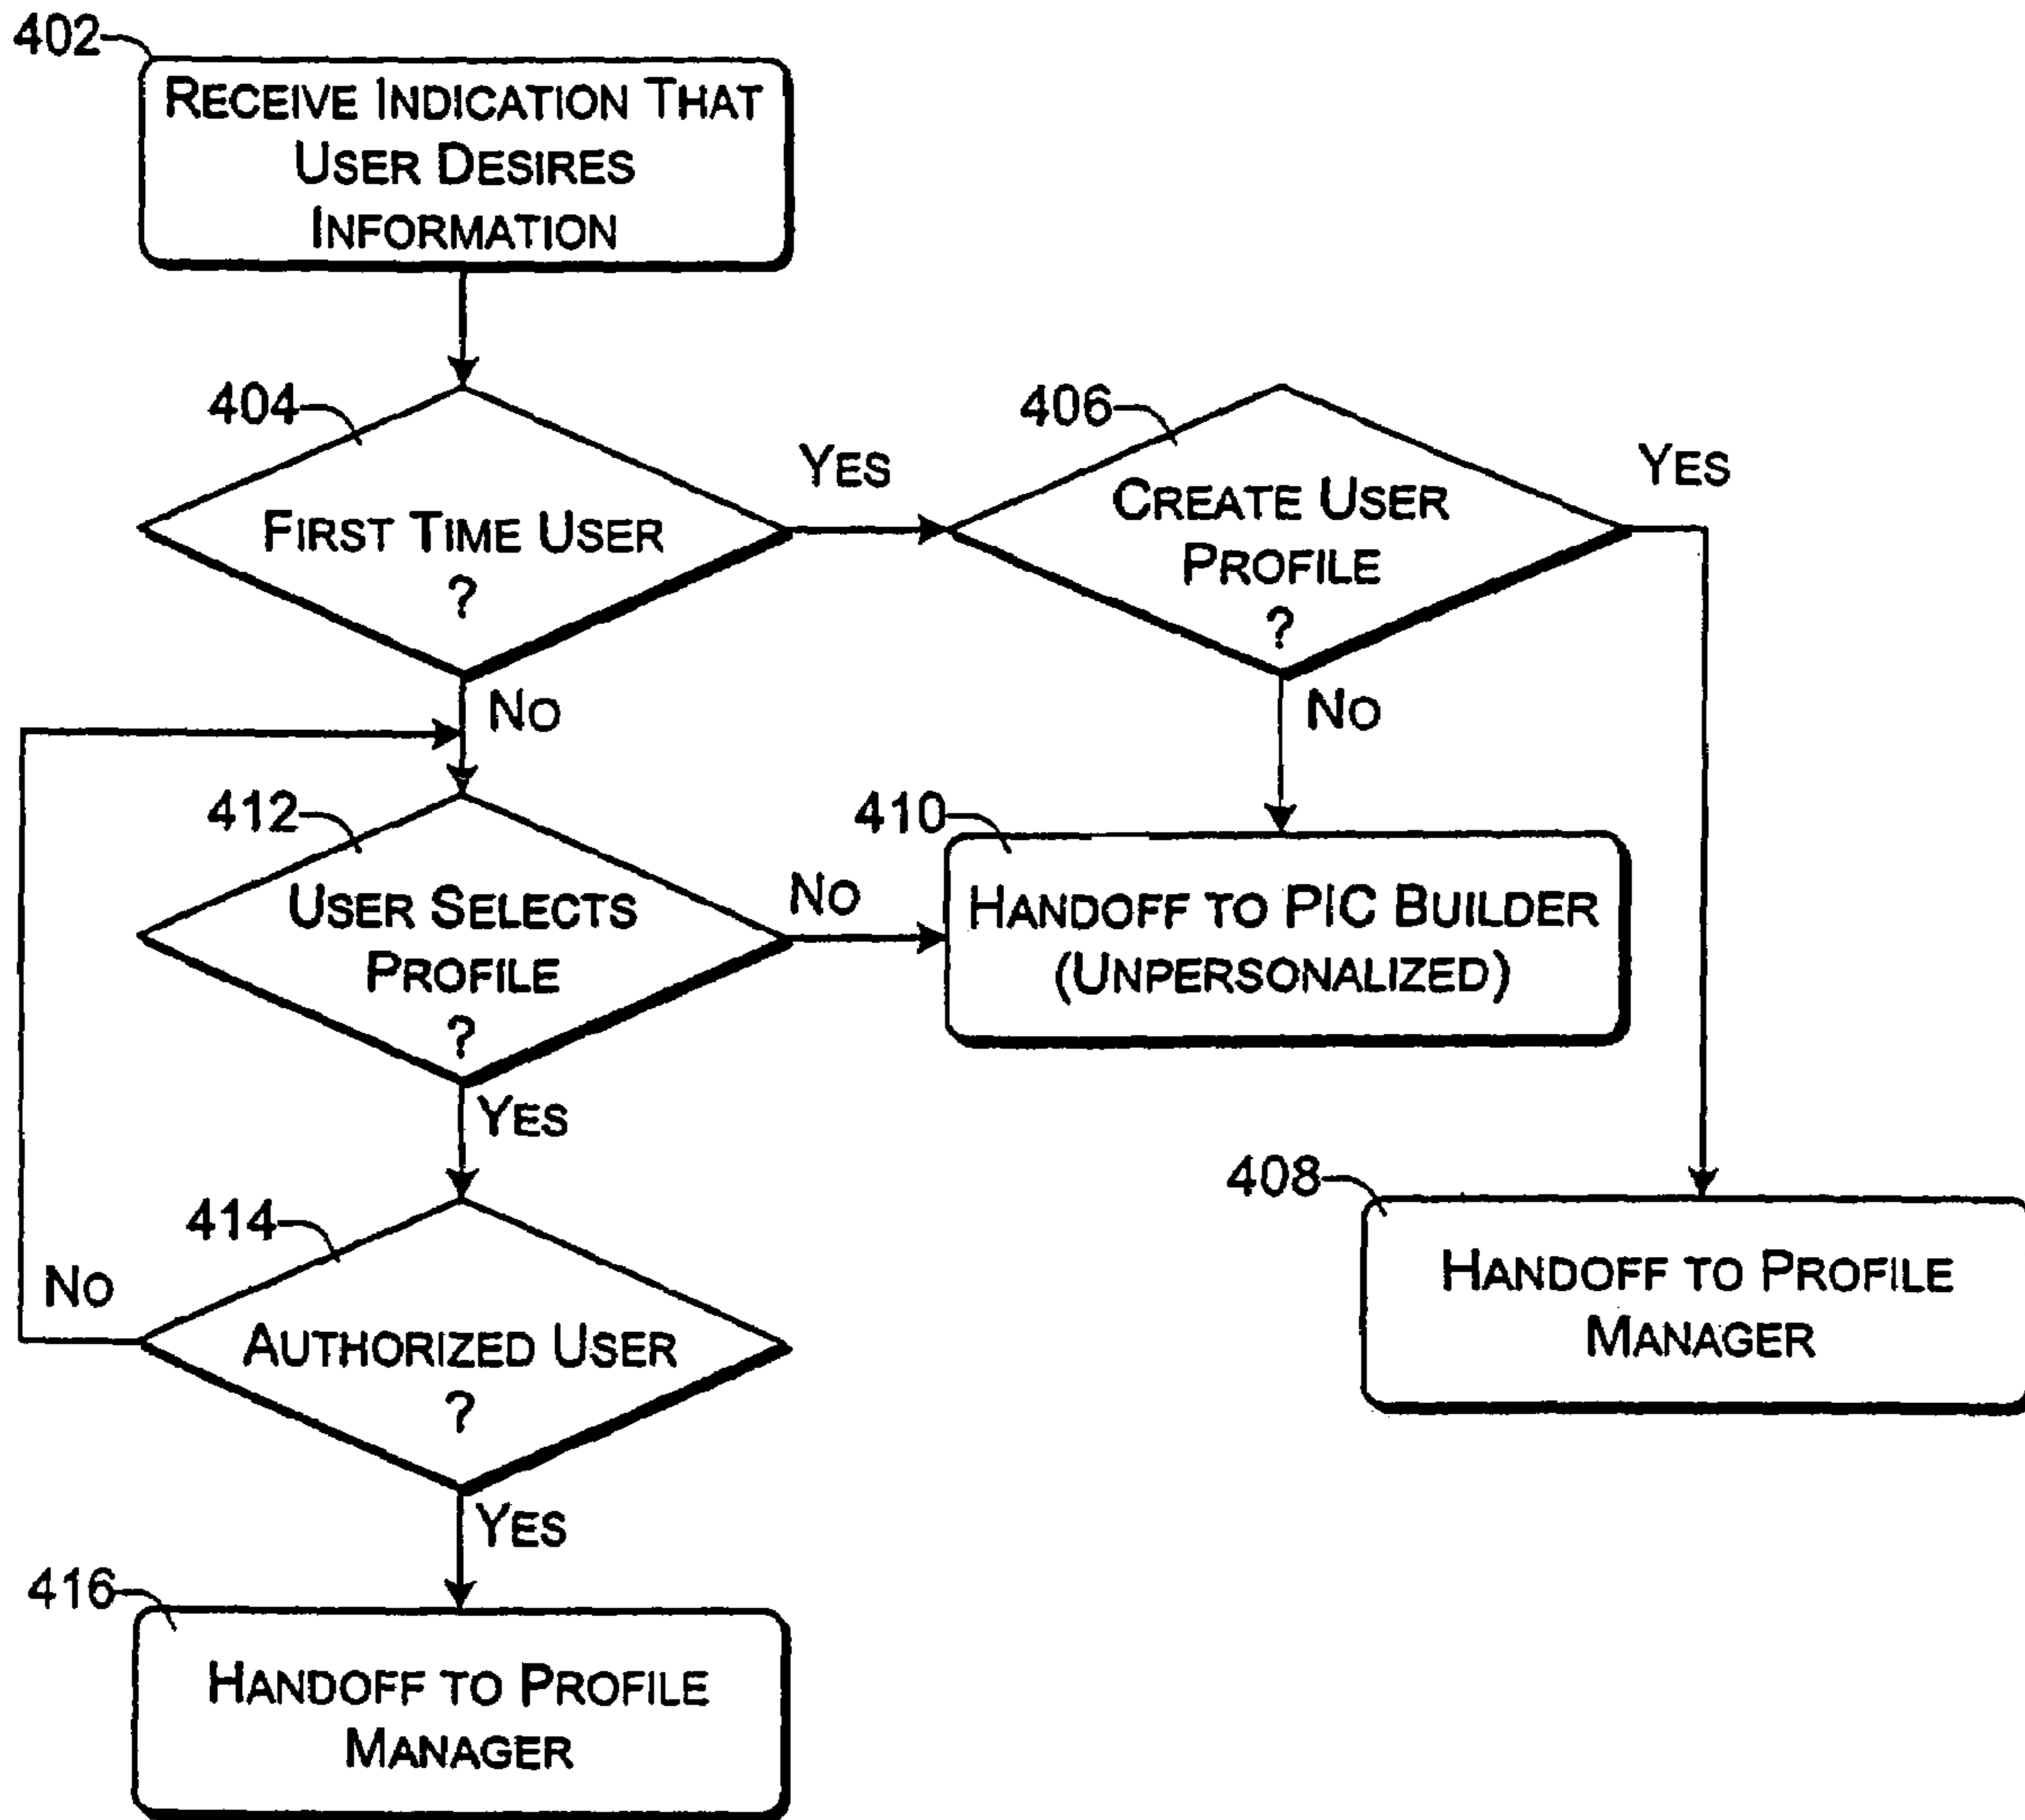 402
RECEIVE INDICATION THAT
USER DESIRES
INFORMATION
404
FIRST TIME USER
?
YES
406
CREATE USER
PROFILE
?
YES
NO
NO
412
USER SELECTS
PROFILE
?
NO
410
HANDOFF TO PIC BUILDER
(UNPERSONALIZED)
YES
408
HANDOFF TO PROFILE
MANAGER
414
NO
AUTHORIZED USER
?
YES
416
HANDOFF TO PROFILE
MANAGER